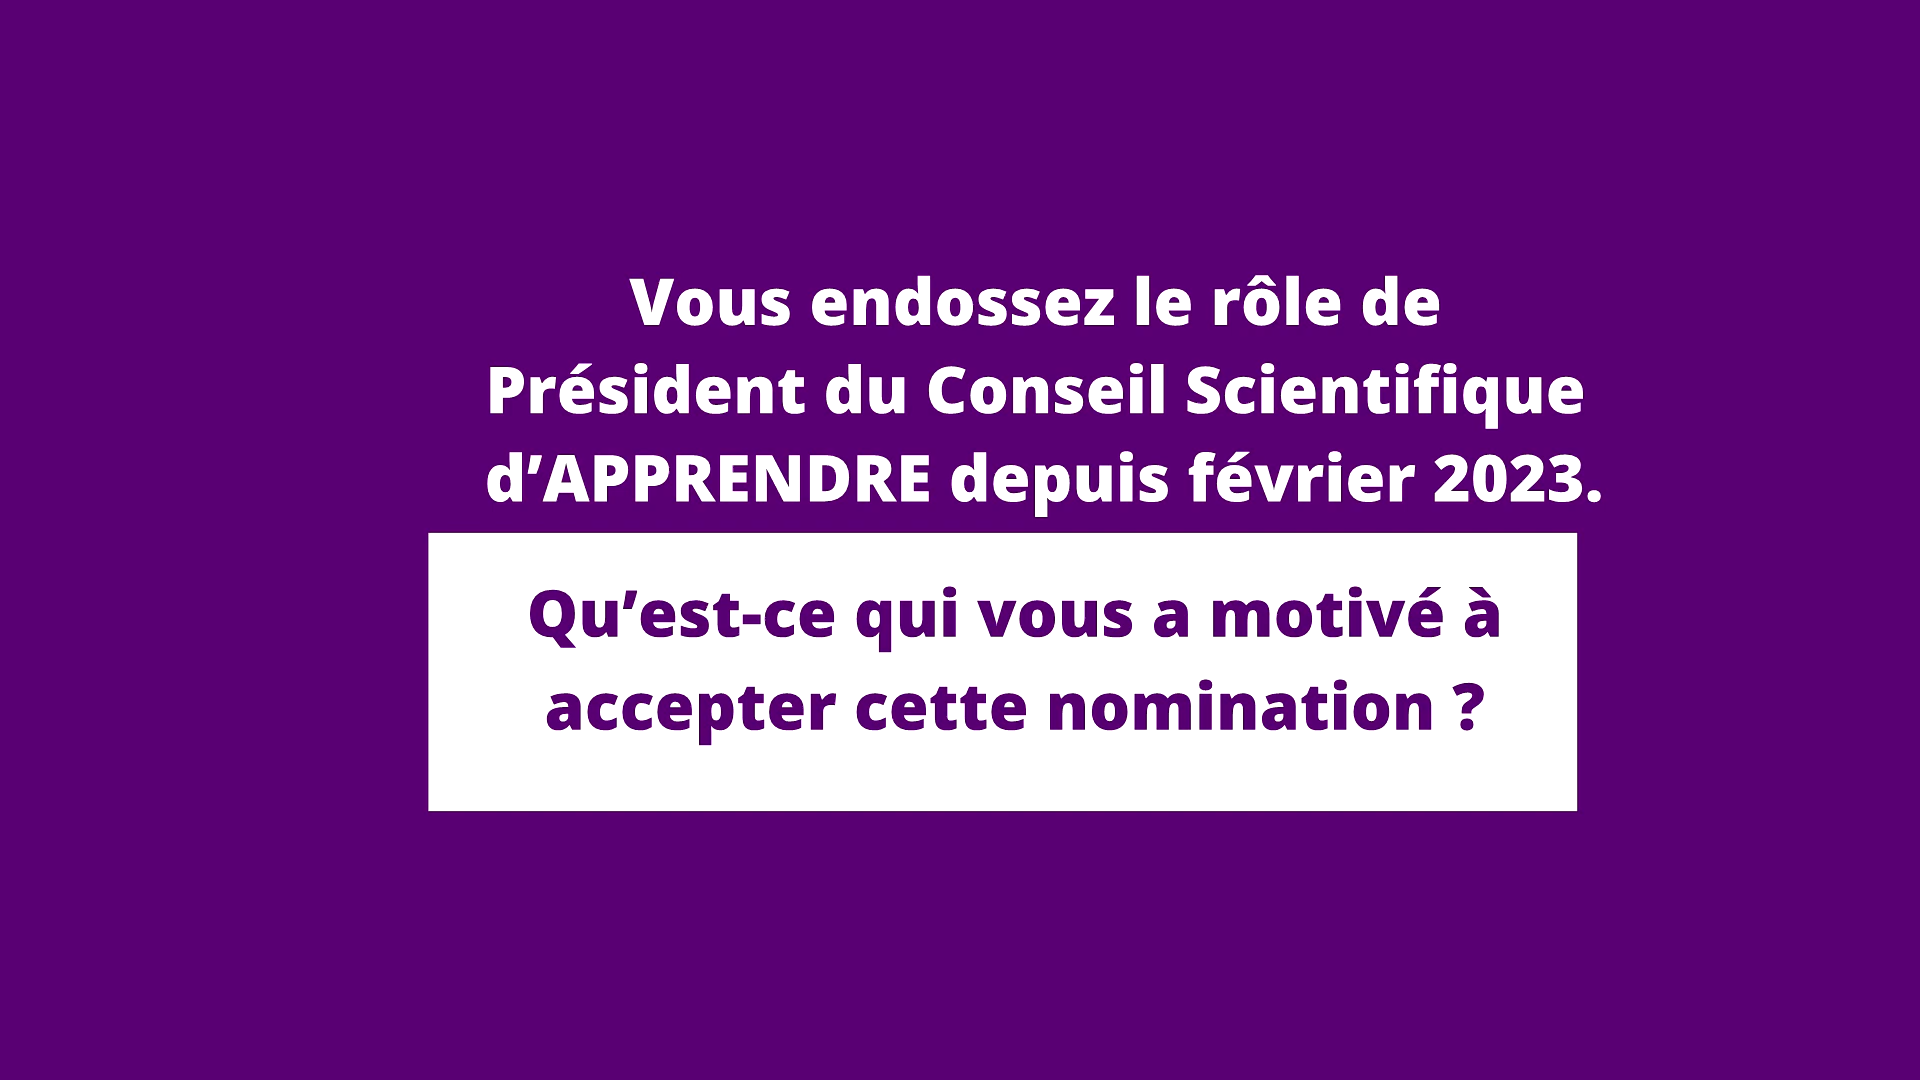 Vous endossez le rôle de
Président du Conseil Scientifique
d’APPRENDRE depuis février 2023.
Qu’est-ce qui vous a motivé à
accepter cette nomination ?